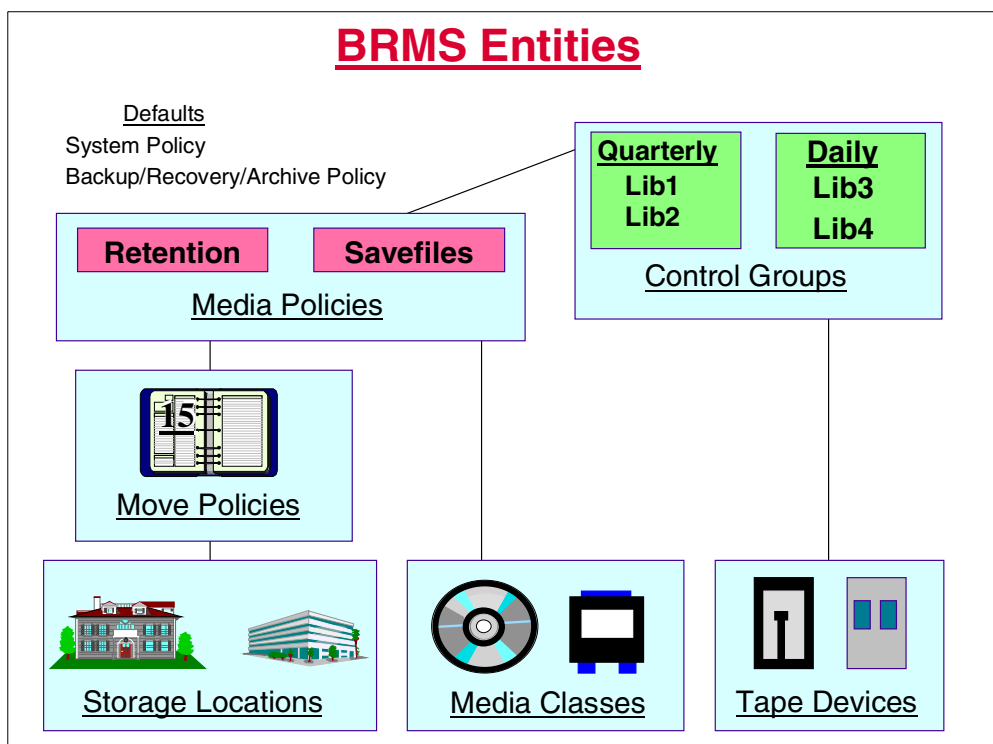 BRMS Entities
Defaults
System Policy
Backup/Recovery/Archive Policy
Quarterly
Lib1
Lib2
Daily
Lib3
Lib4
Control Groups
Retention
Savefiles
Media Policies
15
Move Policies
Storage Locations
Media Classes
Tape Devices